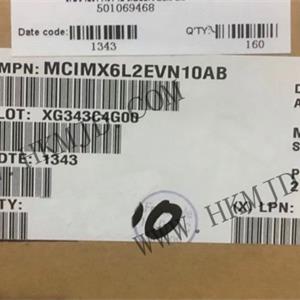 501069468
Date code:
Q'TY:
1343
160
MPN: MCIMX6L2EVN10AB
LOT: XG343C4G00
DTE: 1343
TY:
(X) LPN:
WWW.HKMJD.COM